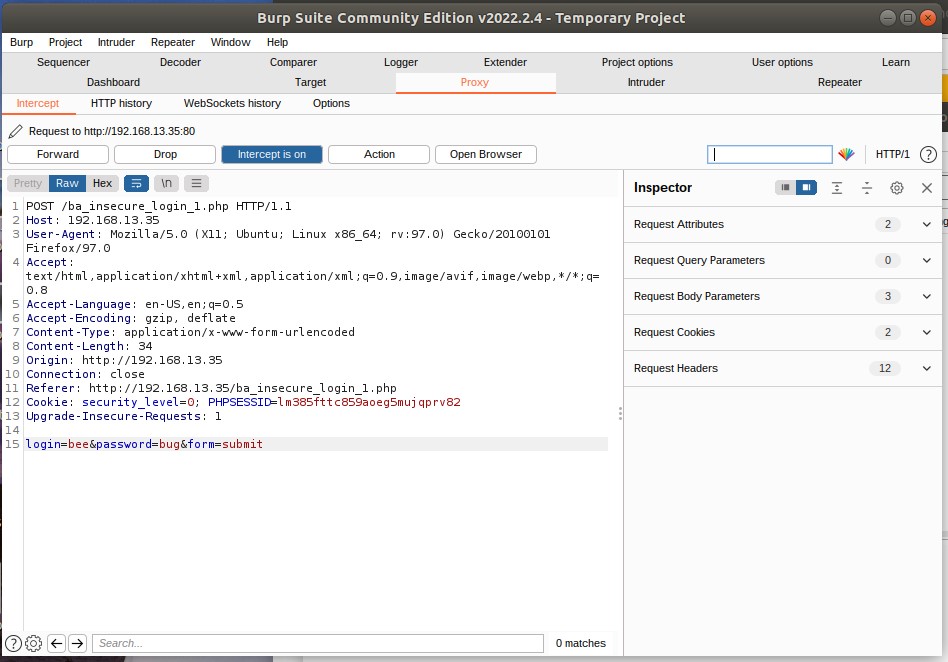 Burp Suite Community Edition v2022.2.4 - Temporary Project
Burp Project Intruder Repeater Window Help
Sequencer Decoder Comparer Logger Extender Project options User options Learn
Dashboard Target Proxy Intruder Repeater
Intercept HTTP history WebSockets history Options
Request to http://192.168.13.35:80
Forward Drop Intercept is on Action Open Browser HTTP/1 ?
Pretty Raw Hex \n
Inspector
1 POST /ba_insecure_login_1.php HTTP/1.1
2 Host: 192.168.13.35
3 User-Agent: Mozilla/5.0 (X11; Ubuntu; Linux x86_64; rv:97.0) Gecko/20100101
Firefox/97.0
4 Accept:
text/html,application/xhtml+xml,application/xml;q=0.9,image/avif,image/webp,*/*;q=
0.8
5 Accept-Language: en-US,en;q=0.5
6 Accept-Encoding: gzip, deflate
7 Content-Type: application/x-www-form-urlencoded
8 Content-Length: 34
9 Origin: http://192.168.13.35
10 Connection: close
11 Referer: http://192.168.13.35/ba_insecure_login_1.php
12 Cookie: security_level=0; PHPSESSID=lm385fttc859aoeg5mujqprv82
13 Upgrade-Insecure-Requests: 1
14
15 login=bee&password=bug&form=submit
Request Attributes 2
Request Query Parameters 0
Request Body Parameters 3
Request Cookies 2
Request Headers 12
? Search... 0 matches